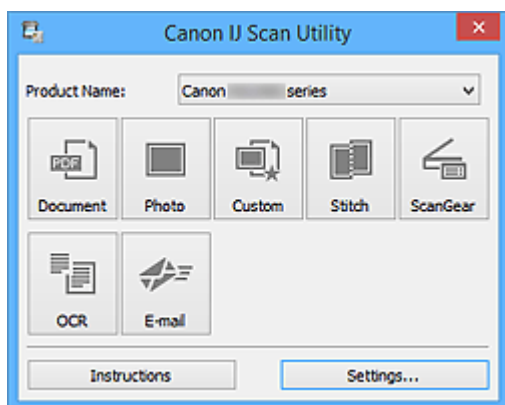 Canon IJ Scan Utility
Product Name: Canon series
PDF
Document Photo Custom Stitch ScanGear
OCR E-mail
Instructions Settings...